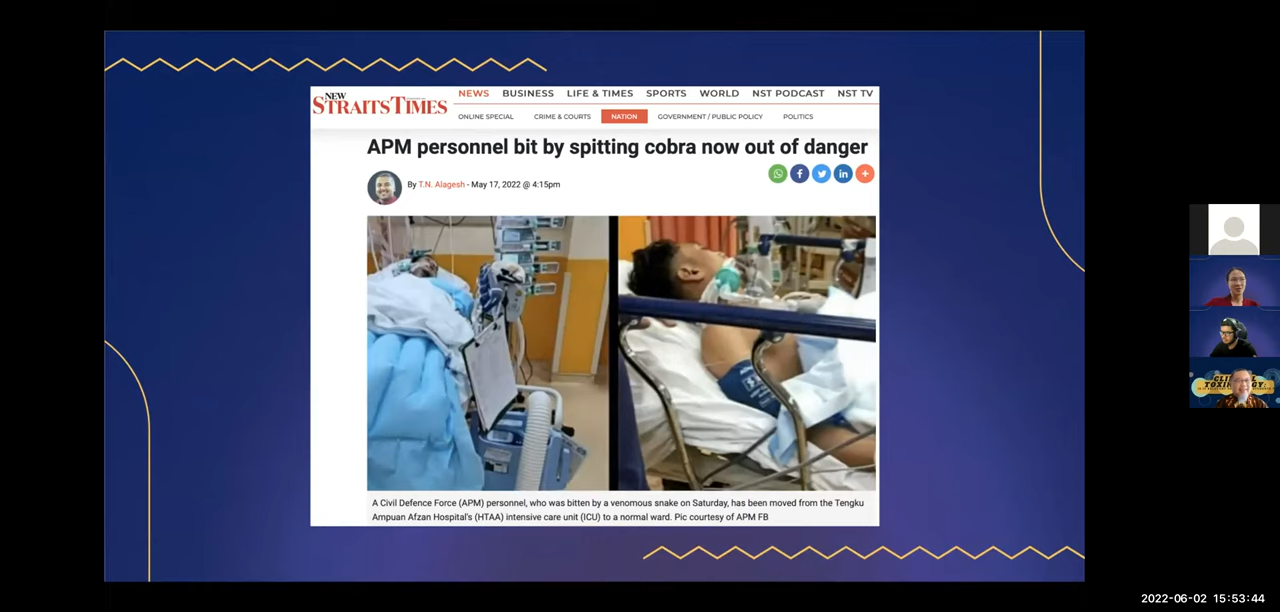 NEW
STRAITS TIMES
NEWS BUSINESS LIFE & TIMES SPORTS WORLD NST PODCAST NST TV
ONLINE SPECIAL CRIME & COURTS NATION GOVERNMENT / PUBLIC POLICY POLITICS
APM personnel bit by spitting cobra now out of danger
By T.N. Alagesh - May 17, 2022 @ 4:15pm
A Civil Defence Force (APM) personnel, who was bitten by a venomous snake on Saturday, has been moved from the Tengku
Ampuan Afzan Hospital's (HTAA) intensive care unit (ICU) to a normal ward. Pic courtesy of APM FB
2022-06-02 15:53:44